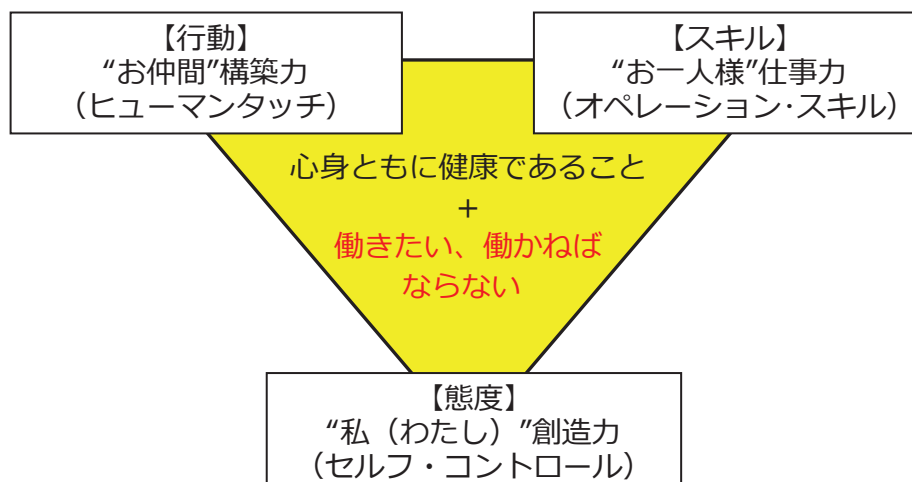 【行動】
“お仲間”構築力
（ヒューマンタッチ）
【スキル】
“お一人様”仕事力
（オペレーション･スキル）
心身ともに健康であること
+
働きたい、働かねば
ならない
【態度】
“私（わたし）”創造力
（セルフ・コントロール）